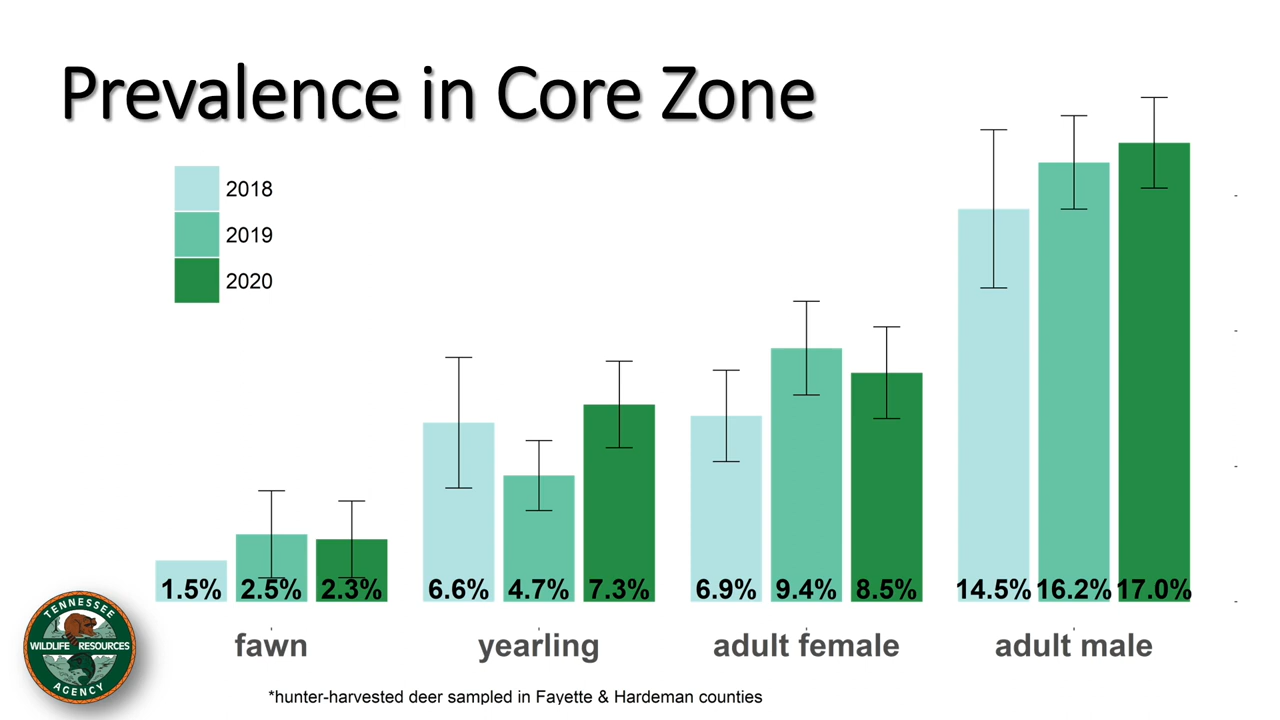 Prevalence in Core Zone
2018
2019
2020
1.5% 2.5% 2.3% 6.6% 4.7% 7.3% 6.9% 9.4% 8.5% 14.5% 16.2% 17.0%
fawn yearling adult female adult male
TENNESSEE
WILDLIFE RESOURCES
AGENCY
*hunter-harvested deer sampled in Fayette & Hardeman counties